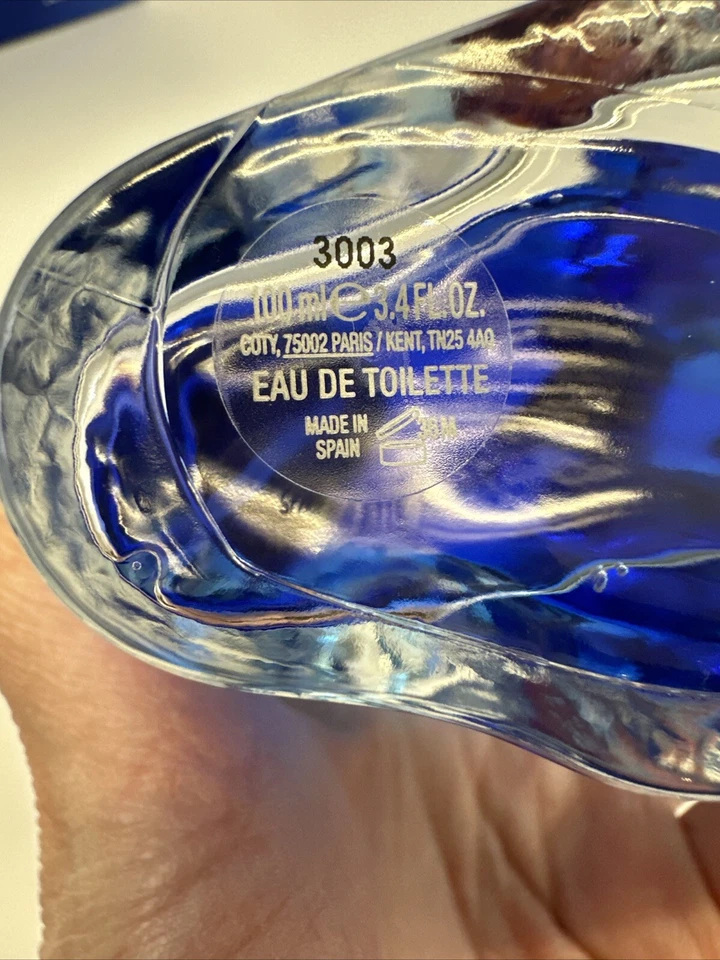 3003
100 ml ℮ 3.4 FL.OZ.
COTY, 75002 PARIS / KENT, TN25 4AQ
EAU DE TOILETTE
MADE IN
SPAIN